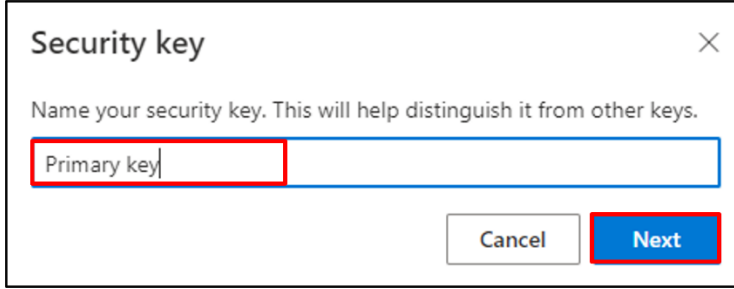 Security key
Name your security key. This will help distinguish it from other keys.
Primary key
Cancel
Next